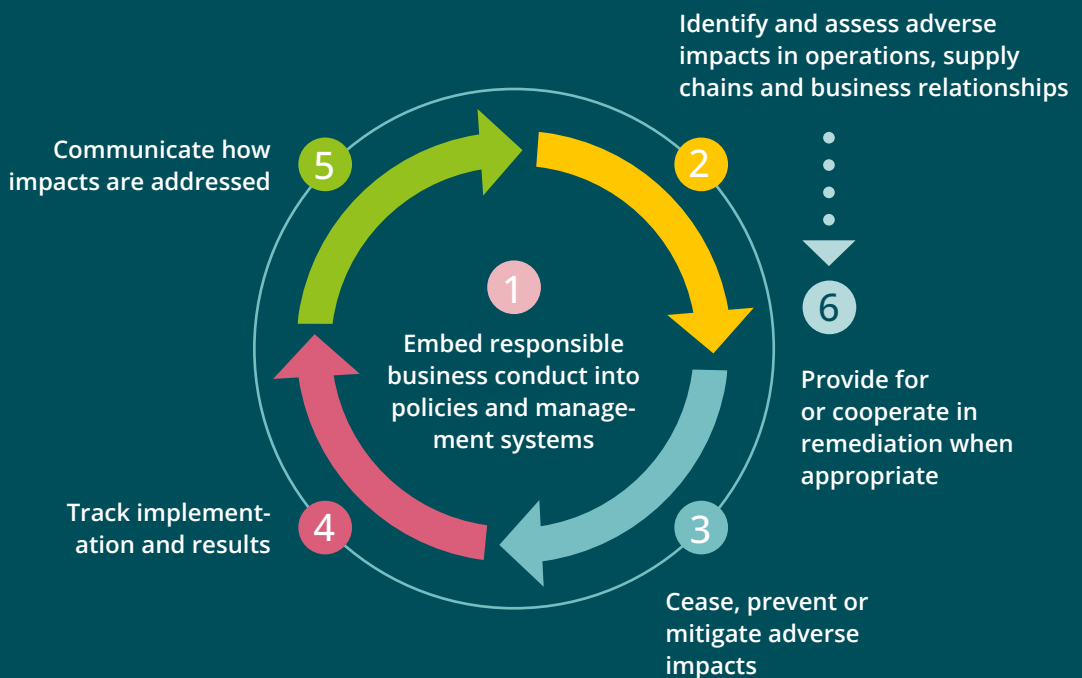 1
Embed responsible
business conduct into
policies and manage-
ment systems
2
Identify and assess adverse
impacts in operations, supply
chains and business relationships
3
Cease, prevent or
mitigate adverse
impacts
4
Track implement-
ation and results
5
Communicate how
impacts are addressed
6
Provide for
or cooperate in
remediation when
appropriate